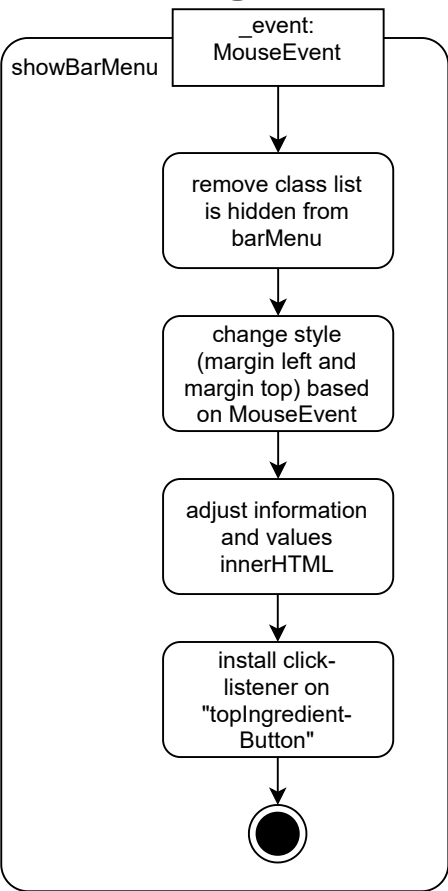 _event:
MouseEvent
showBarMenu
remove class list
is hidden from
barMenu
change style
(margin left and
margin top) based
on MouseEvent
adjust information
and values
innerHTML
install click-
listener on
"topIngredient-
Button"